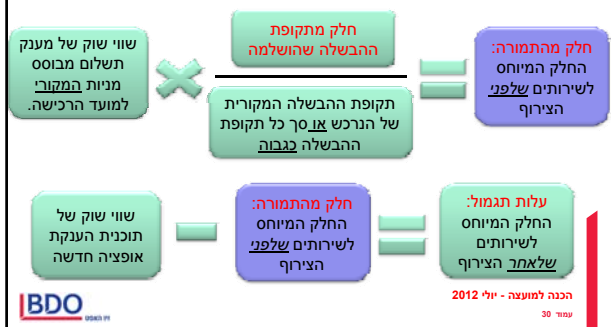 שווי שוק של מענק
תשלום מבוסס
מניות המקורי
למועד הרכישה.
חלק מתקופת
ההבשלה שהושלמה
תקופת ההבשלה המקורית
של הנרכש או סך כל תקופת
ההבשלה כגבוה
חלק מהתמורה:
החלק המיוחס
לשירותים שלפני
הצירוף
שווי שוק של
תוכנית הענקת
אופציה חדשה
חלק מהתמורה:
החלק המיוחס
לשירותים שלפני
הצירוף
עלות תגמול:
החלק המיוחס
לשירותים
שלאחר הצירוף
BDO
זיו האפט
הכנה למועצה - יולי 2012
עמוד 30